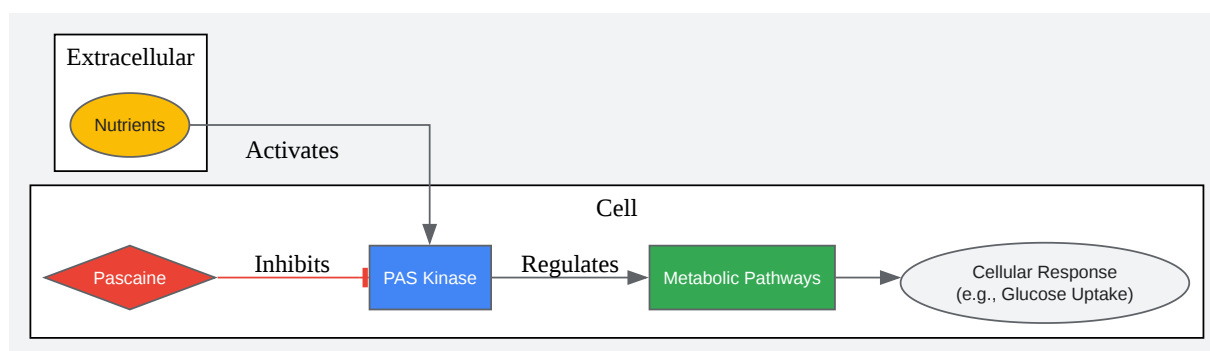 Extracellular
Nutrients
Activates
Cell
Pascaine
Inhibits
PAS Kinase
Regulates
Metabolic Pathways
Cellular Response
(e.g., Glucose Uptake)